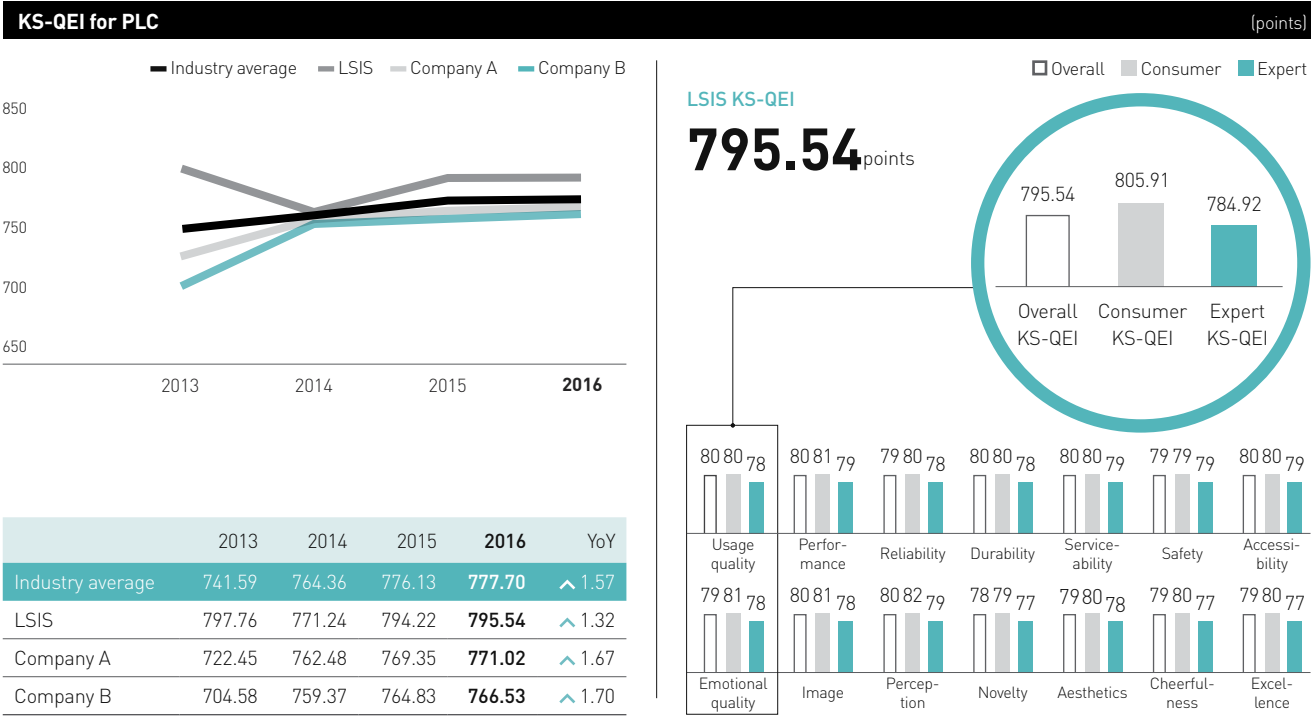 KS-QEI for PLC (points)
Industry average LSIS Company A Company B
850
800
750
700
650
2013 2014 2015 2016
2013 2014 2015 2016 YoY
Industry average 741.59 764.36 776.13 777.70 1.57
LSIS 797.76 771.24 794.22 795.54 1.32
Company A 722.45 762.48 769.35 771.02 1.67
Company B 704.58 759.37 764.83 766.53 1.70
Overall Consumer Expert
LSIS KS-QEI
795.54 points
795.54 805.91 784.92
Overall Consumer Expert
KS-QEI KS-QEI KS-QEI
80 80 78 80 81 79 79 80 78 80 80 78 80 80 79 79 79 79 80 80 79
Usage Perfor- Reliability Durability Service- Safety Accessi-
quality mance ability bility
79 81 78 80 81 78 80 82 79 78 79 77 79 80 78 79 80 77 79 80 77
Emotional Image Percep- Novelty Aesthetics Cheerful- Excel-
quality tion ness lence